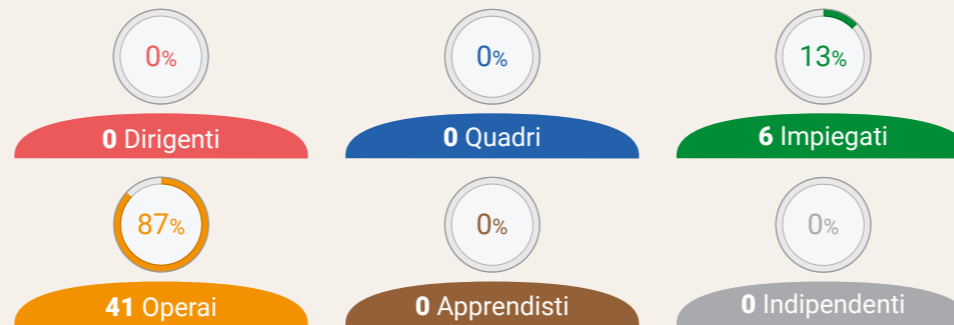 0% 0% 13%
0 Dirigenti 0 Quadri 6 Impiegati
87% 0% 0%
41 Operai 0 Apprendisti 0 Indipendenti